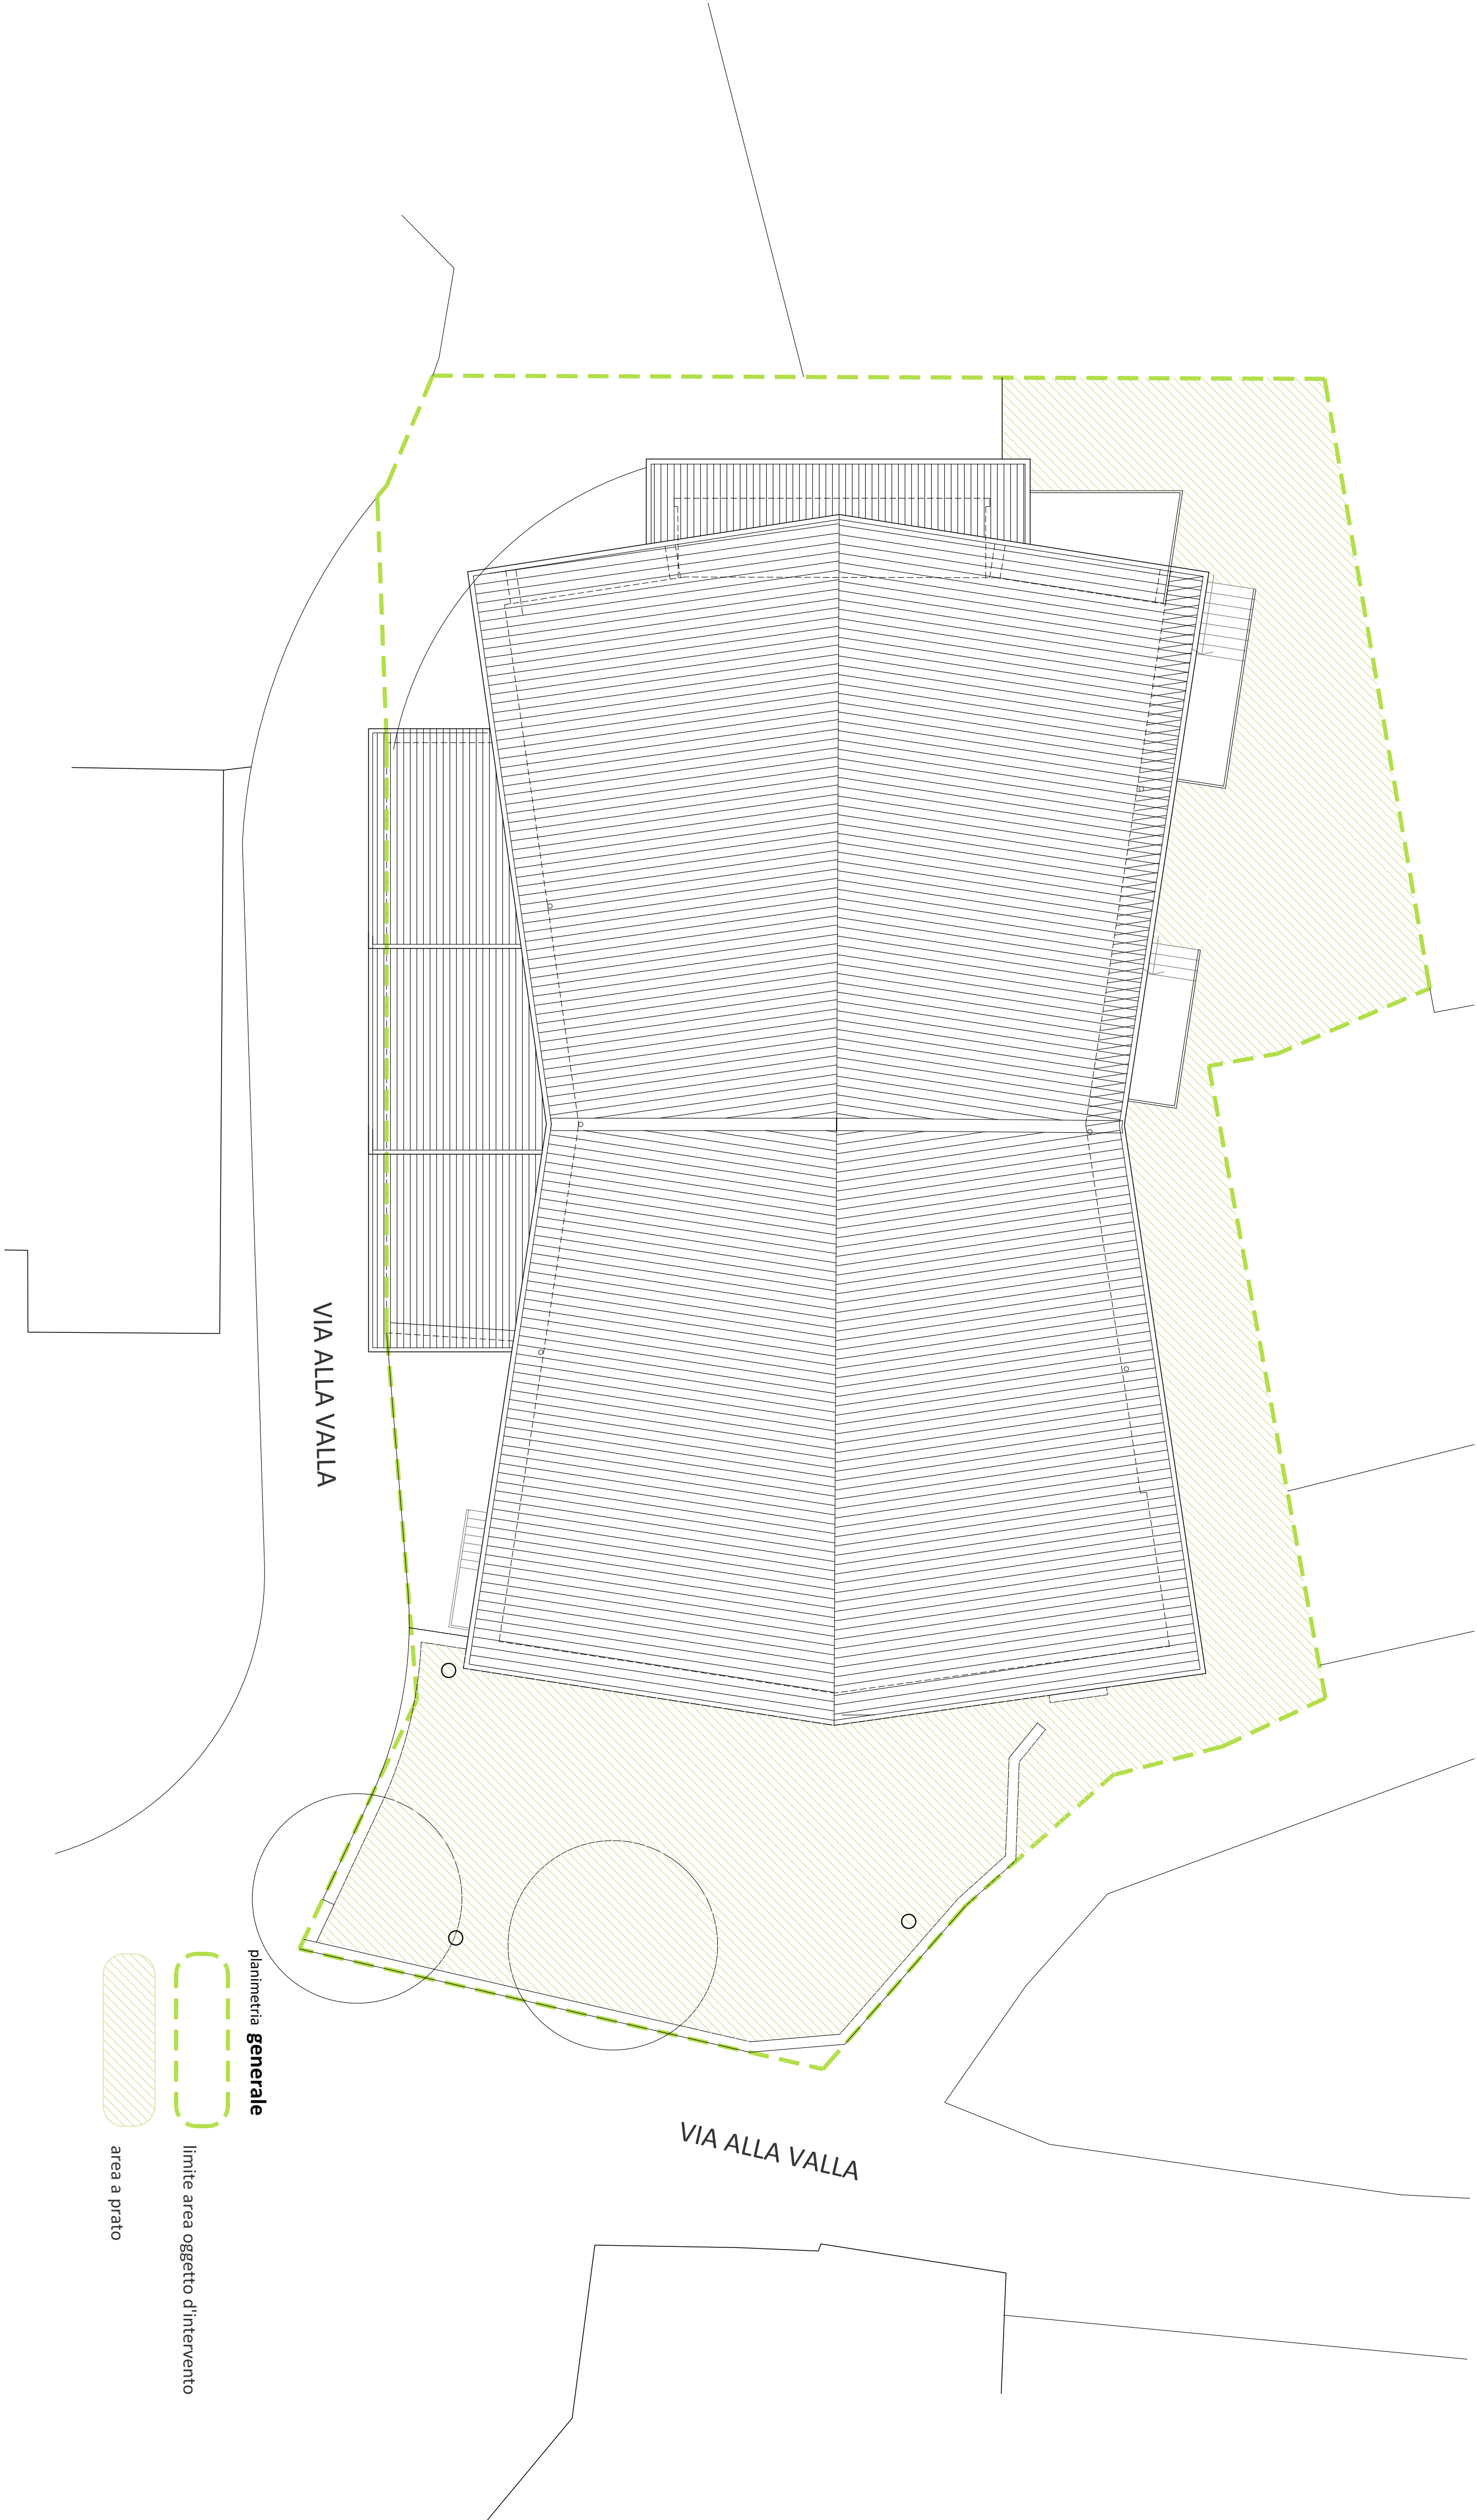 VIA ALLA VALLA
planimetria generale
limite area oggetto d'intervento
area a prato
VIA ALLA VALLA